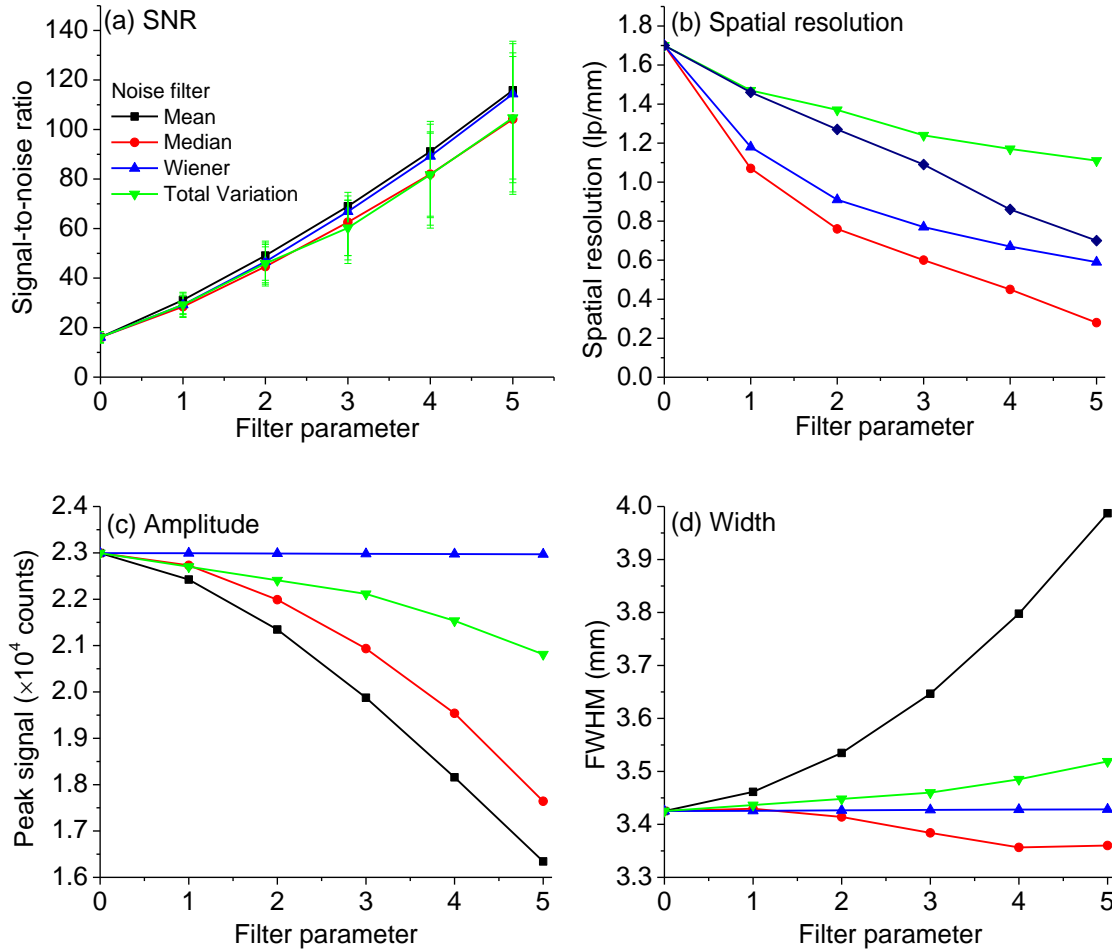 (a) SNR
Signal-to-noise ratio
140
120
100
80
60
40
20
0
Noise filter
Mean
Median
Wiener
Total Variation
0 1 2 3 4 5
Filter parameter
(b) Spatial resolution
Spatial resolution (lp/mm)
1.8
1.6
1.4
1.2
1.0
0.8
0.6
0.4
0.2
0.0
0 1 2 3 4 5
Filter parameter
(c) Amplitude
Peak signal (×10⁴ counts)
2.4
2.3
2.2
2.1
2.0
1.9
1.8
1.7
1.6
0 1 2 3 4 5
Filter parameter
(d) Width
FWHM (mm)
4.0
3.9
3.8
3.7
3.6
3.5
3.4
3.3
0 1 2 3 4 5
Filter parameter